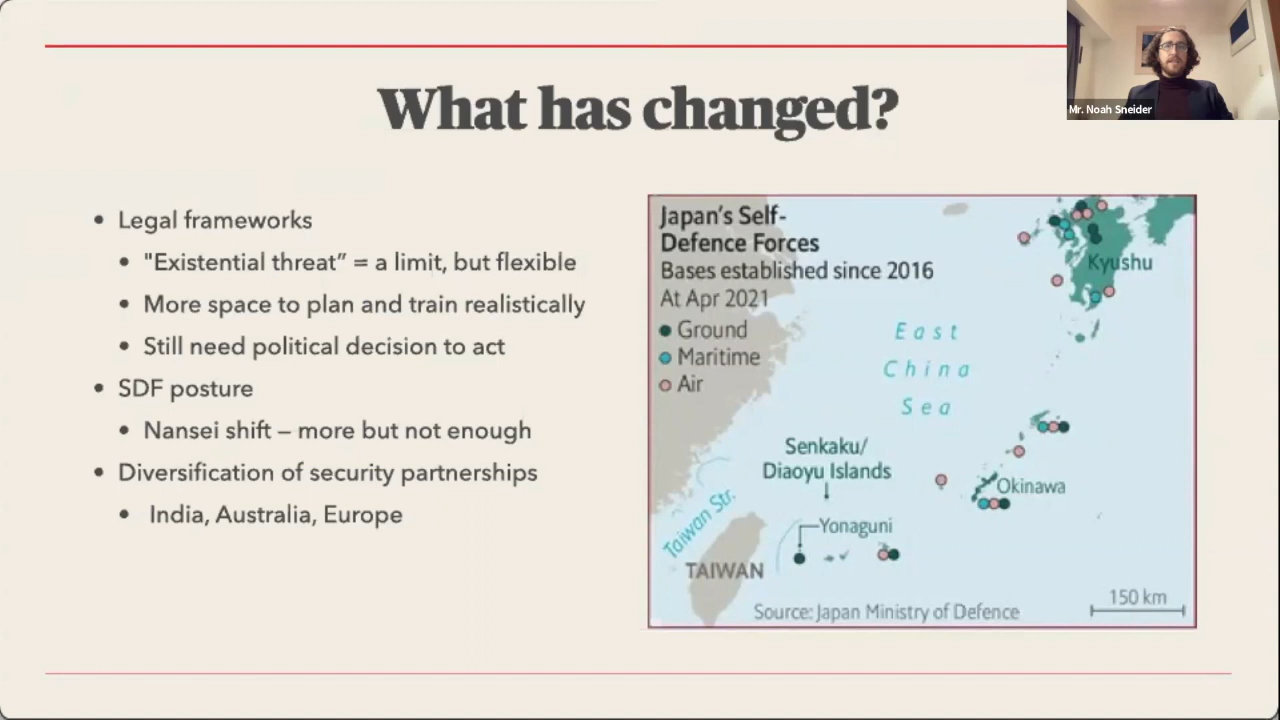 Mr. Noah Sneider
What has changed?
• Legal frameworks
• "Existential threat” = a limit, but flexible
• More space to plan and train realistically
• Still need political decision to act
• SDF posture
• Nansei shift – more but not enough
• Diversification of security partnerships
• India, Australia, Europe
Japan's Self-
Defence Forces
Bases established since 2016
At Apr 2021
Ground
Maritime
Air
Kyushu
East
China
Sea
Senkaku/
Diaoyu Islands
Okinawa
Taiwan Str.
Yonaguni
TAIWAN
150 km
Source: Japan Ministry of Defence